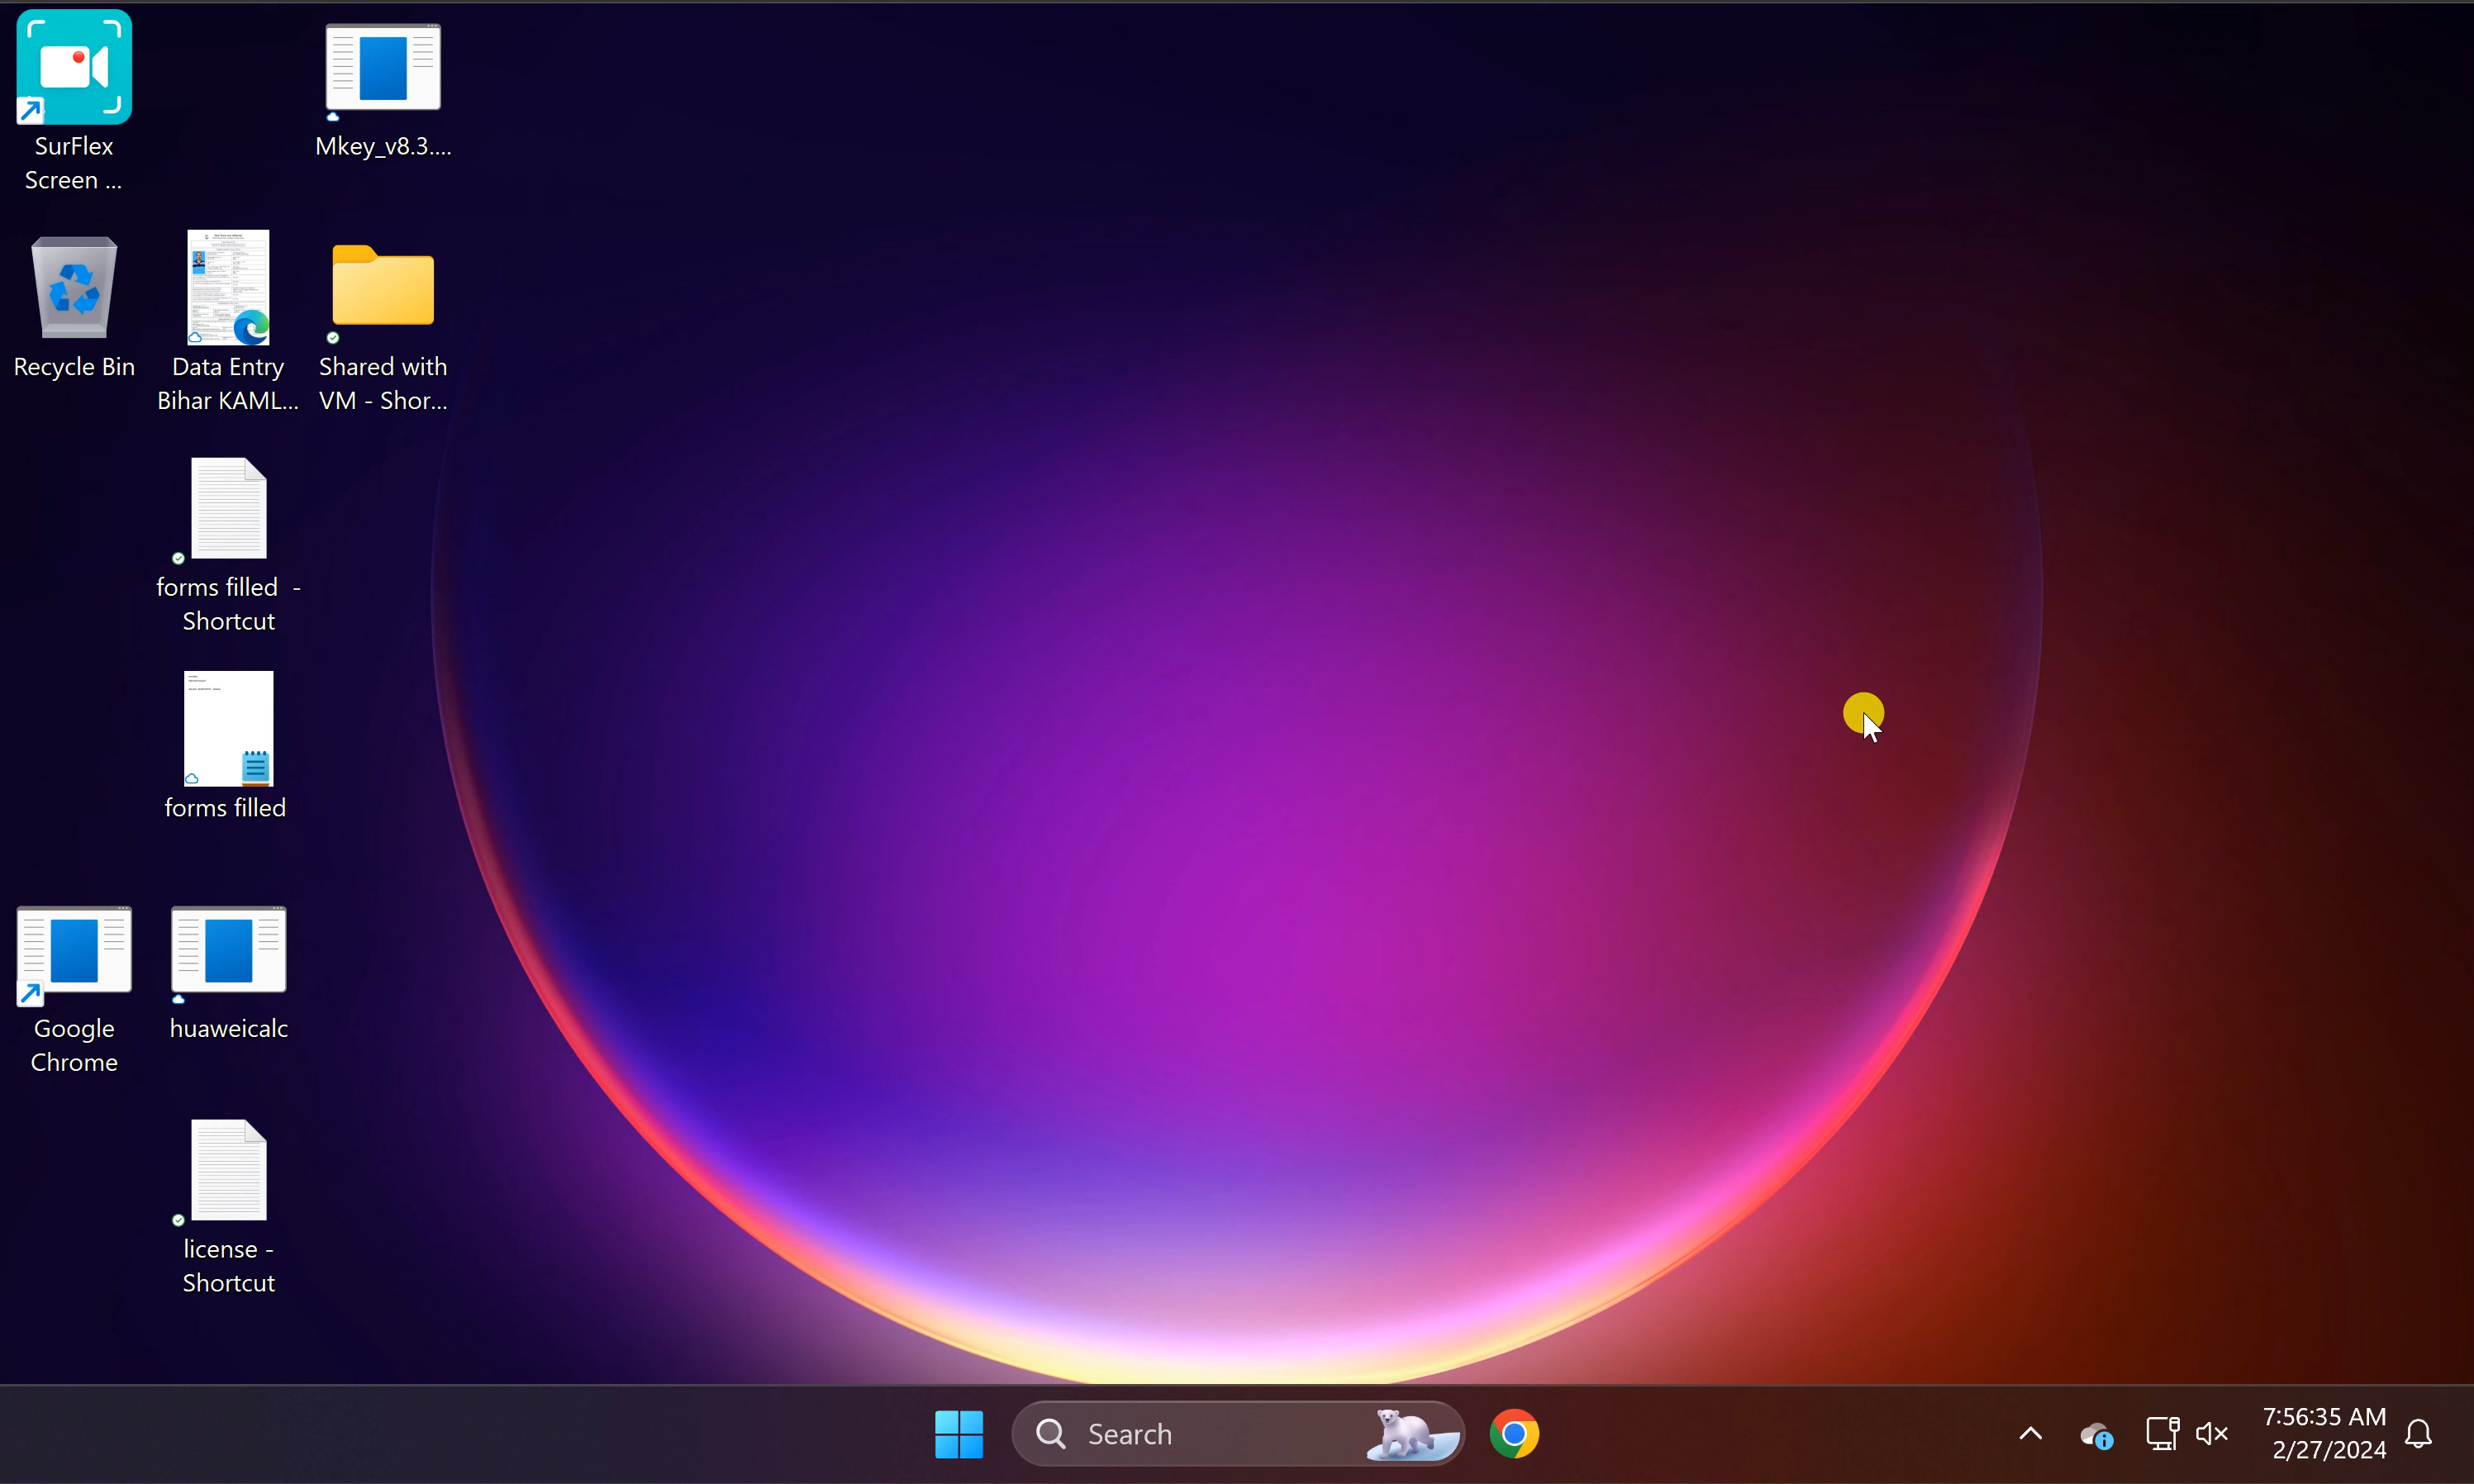 SurFlex
Screen ...
Mkey_v8.3....
Recycle Bin
Data Entry
Bihar KAML...
Shared with
VM - Shor...
forms filled -
Shortcut
forms filled
Google
Chrome
huaweicalc
license -
Shortcut
Search
7:56:35 AM
2/27/2024